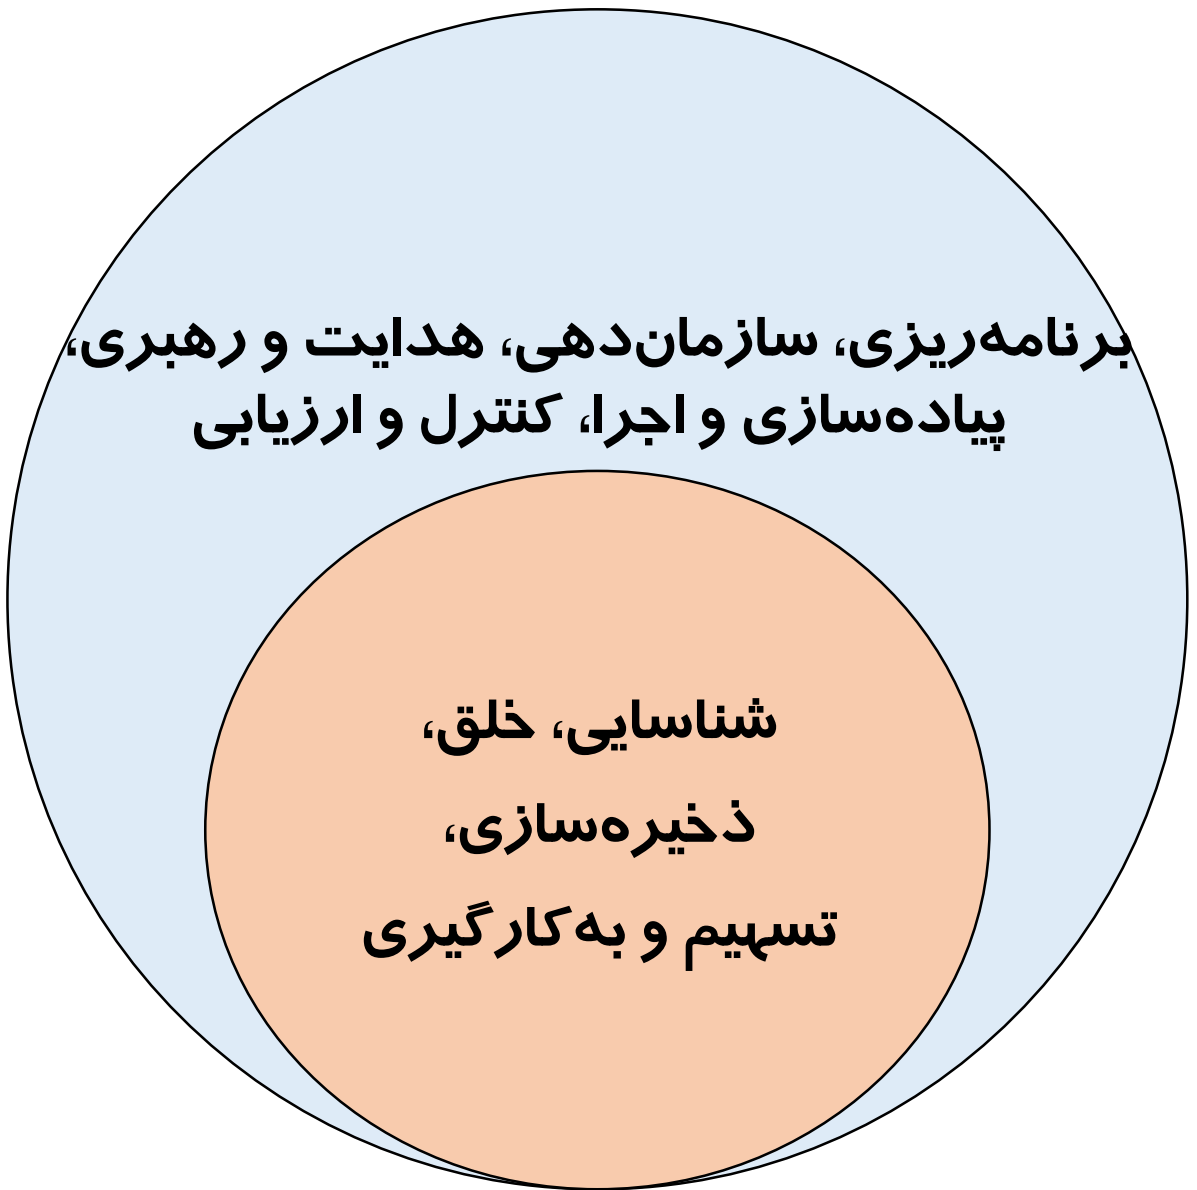 برنامه‌ریزی، سازمان‌دهی، هدایت و رهبری،
پیاده‌سازی و اجرا، کنترل و ارزیابی
شناسایی، خلق،
ذخیره‌سازی،
تسهیم و به‌کارگیری